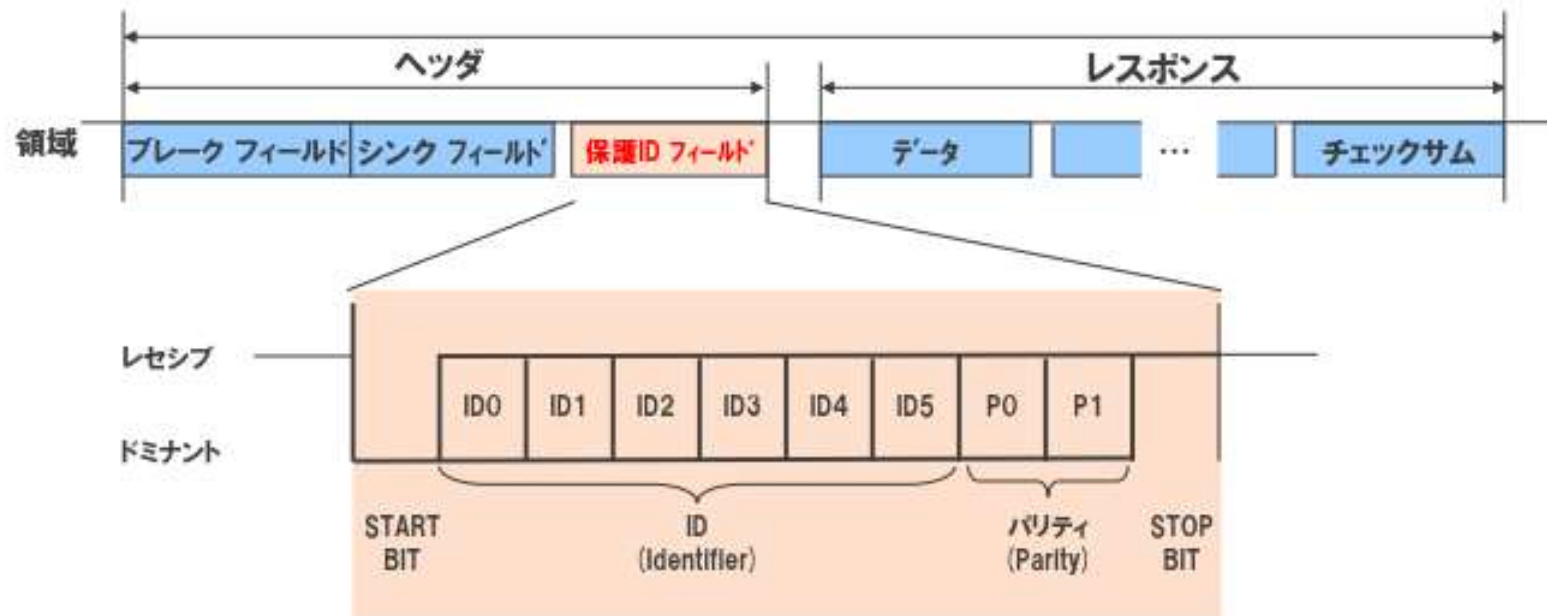 ヘッダ
レスポンス
領域
ブレーク フィールド シンク フィールド 保護ID フィールド データ … チェックサム
レセシブ
ID0 ID1 ID2 ID3 ID4 ID5 P0 P1
ドミナント
START BIT
ID (Identifier)
パリティ (Parity)
STOP BIT